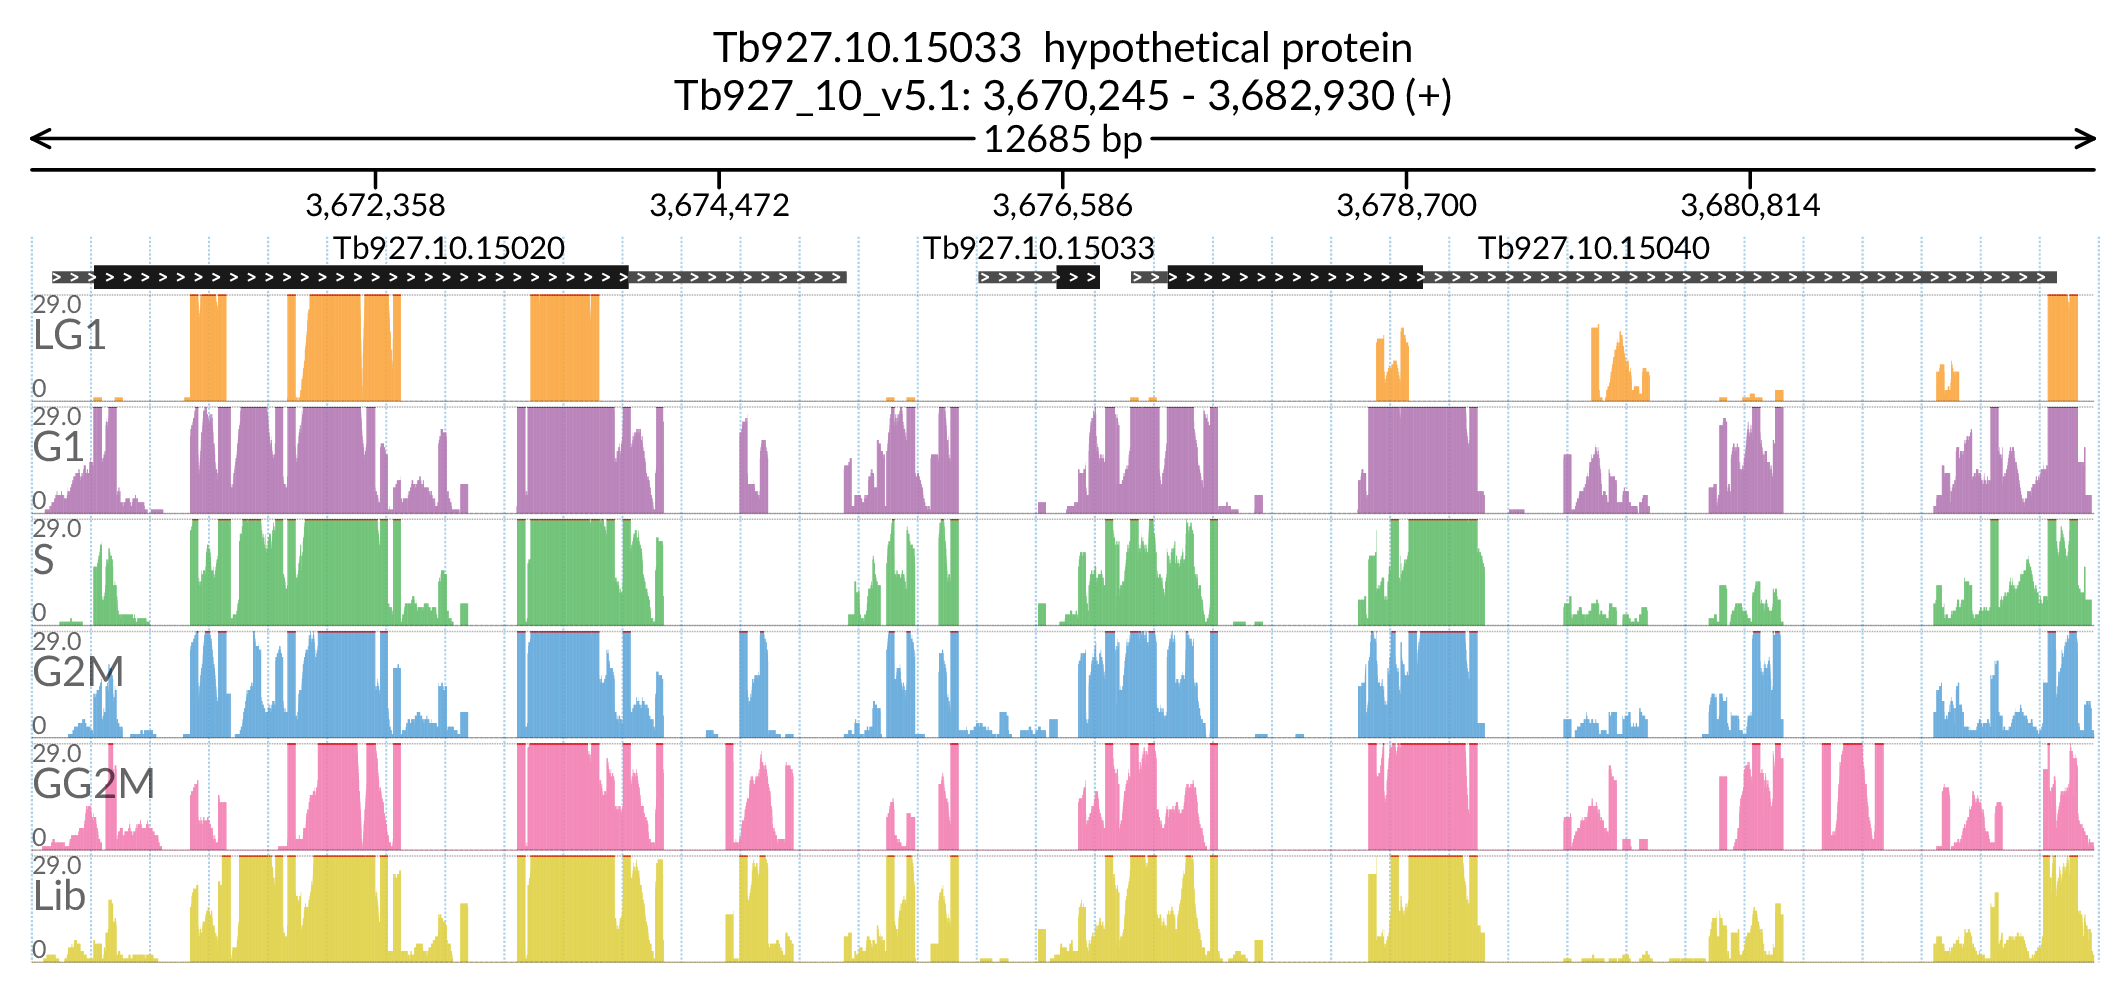 Tb927.10.15033  hypothetical protein
Tb927_10_v5.1: 3,670,245 - 3,682,930 (+)
12685 bp
3,672,358 3,674,472 3,676,586 3,678,700 3,680,814
Tb927.10.15020 Tb927.10.15033 Tb927.10.15040
29.0
LG1
0
29.0
G1
0
29.0
S
0
29.0
G2M
0
29.0
GG2M
0
29.0
Lib
0